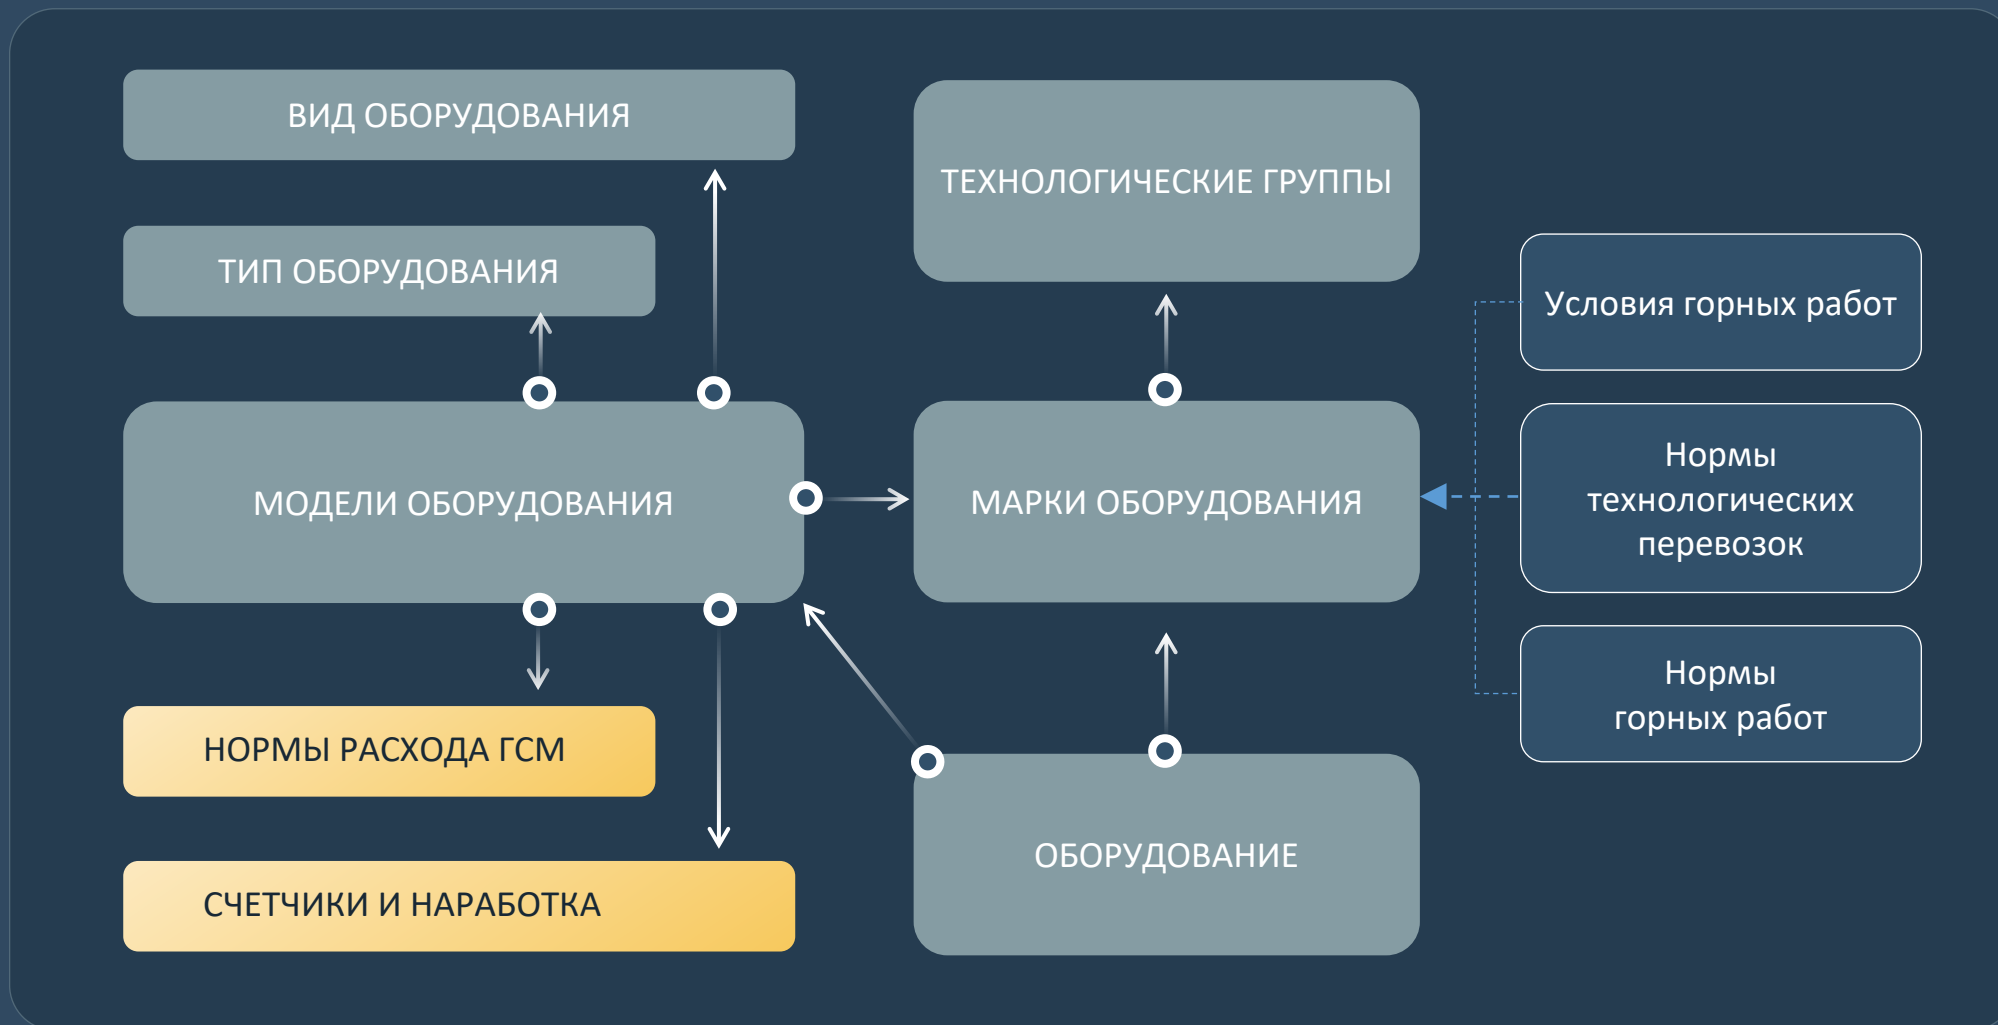 ВИД ОБОРУДОВАНИЯ
ТИП ОБОРУДОВАНИЯ
МОДЕЛИ ОБОРУДОВАНИЯ
НОРМЫ РАСХОДА ГСМ
СЧЕТЧИКИ И НАРАБОТКА
ТЕХНОЛОГИЧЕСКИЕ ГРУППЫ
МАРКИ ОБОРУДОВАНИЯ
ОБОРУДОВАНИЕ
Условия горных работ
Нормы
технологических
перевозок
Нормы
горных работ